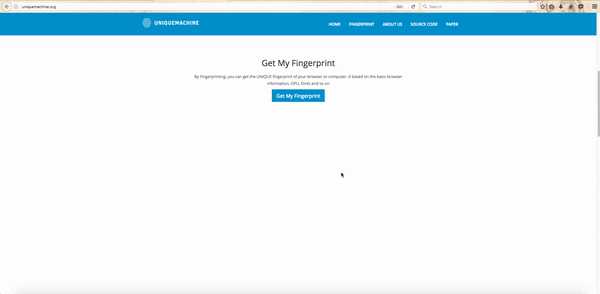 uniquemachine.org
Search
UNIQUEMACHINE
HOME FINGERPRINT ABOUT US SOURCE CODE PAPER
Get My Fingerprint
By Fingerprinting, you can get the UNIQUE fingerprint of your browser or computer. It based on the basic browser
information, GPU, fonts and so on
Get My Fingerprint